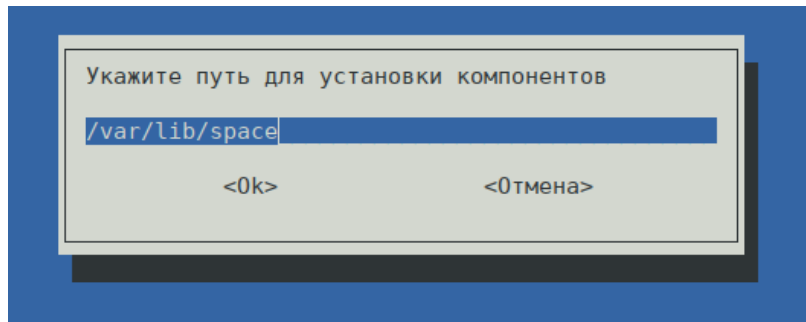 Укажите путь для установки компонентов
/var/lib/space
<Ok> <Отмена>